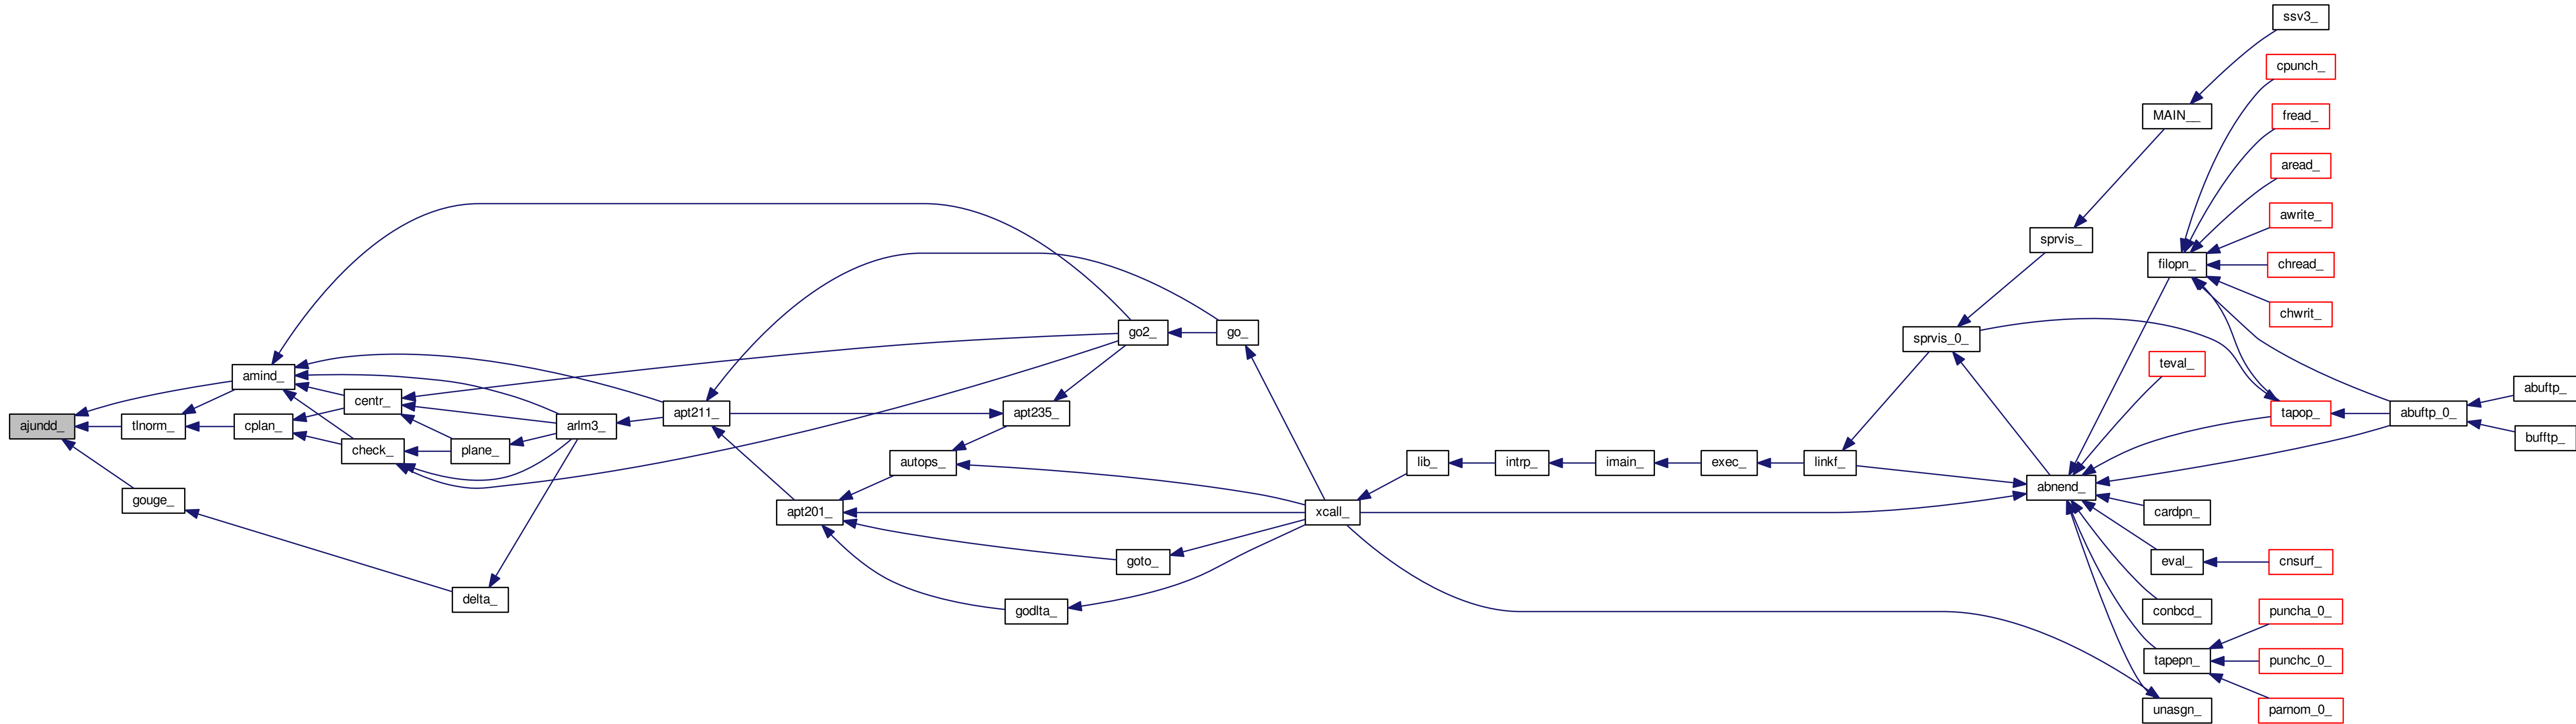 ajundd_
amind_
tlnorm_
gouge_
cplan_
centr_
check_
plane_
delta_
arlm3_
apt211_
apt201_
autops_
apt235_
godlta_
go2_
goto_
go_
xcall_
lib_
intrp_
imain_
exec_
linkf_
sprvis_0_
sprvis_
MAIN__
ssv3_
abnend_
filopn_
cpunch_
fread_
aread_
awrite_
chread_
chwrit_
teval_
tapop_
abuftp_0_
abuftp_
bufftp_
cardpn_
eval_
cnsurf_
conbcd_
tapepn_
puncha_0_
punchc_0_
parnom_0_
unasgn_